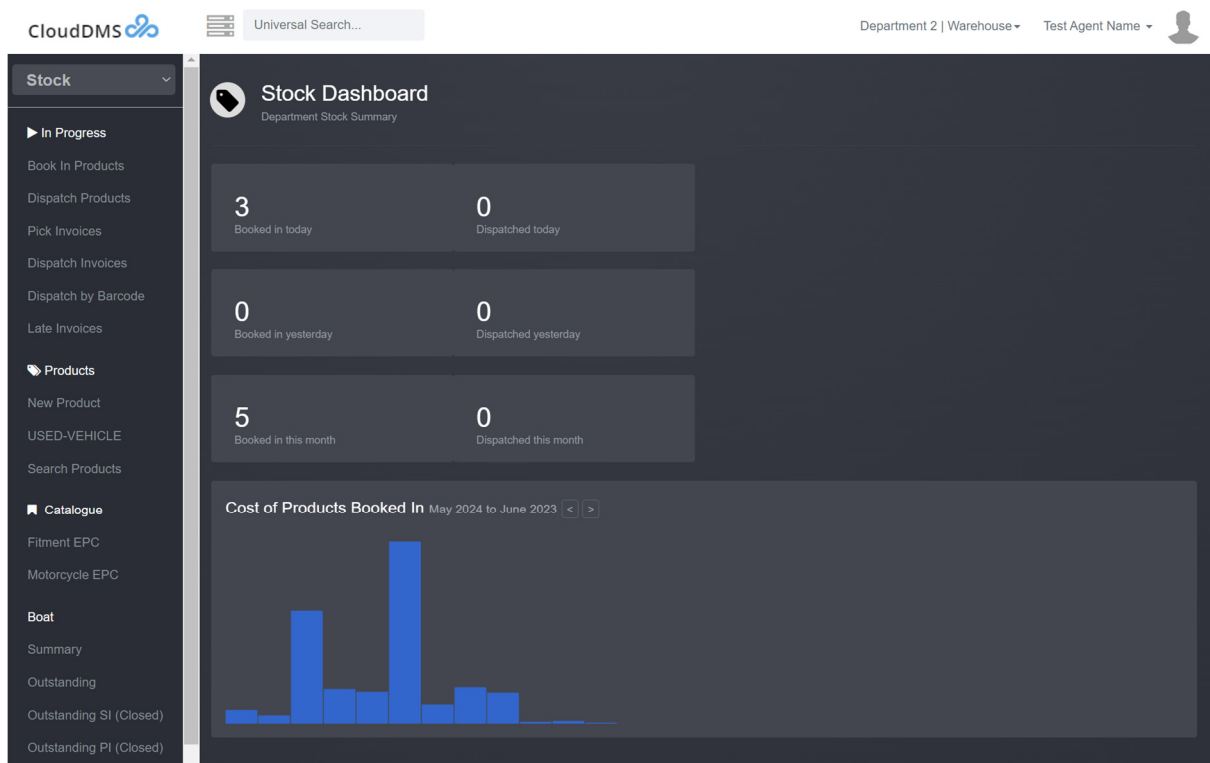 CloudDMS
Universal Search...
Department 2 | Warehouse
Test Agent Name
Stock
In Progress
Book In Products
Dispatch Products
Pick Invoices
Dispatch Invoices
Dispatch by Barcode
Late Invoices
Products
New Product
USED-VEHICLE
Search Products
Catalogue
Fitment EPC
Motorcycle EPC
Boat
Summary
Outstanding
Outstanding SI (Closed)
Outstanding PI (Closed)
Stock Dashboard
Department Stock Summary
3
Booked in today
0
Dispatched today
0
Booked in yesterday
0
Dispatched yesterday
5
Booked in this month
0
Dispatched this month
Cost of Products Booked In May 2024 to June 2023 < >